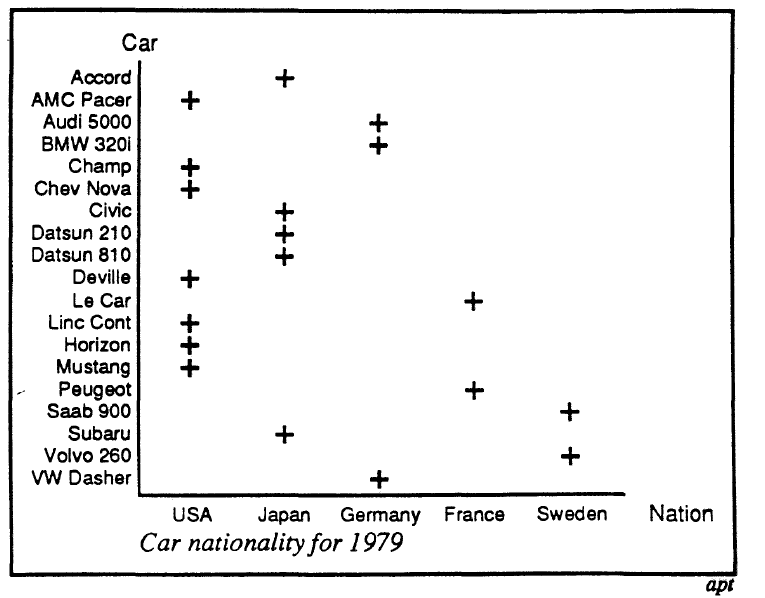 Car
Accord
AMC Pacer
Audi 5000
BMW 320i
Champ
Chev Nova
Civic
Datsun 210
Datsun 810
Deville
Le Car
Linc Cont
Horizon
Mustang
Peugeot
Saab 900
Subaru
Volvo 260
VW Dasher
USA Japan Germany France Sweden Nation
Car nationality for 1979
apt